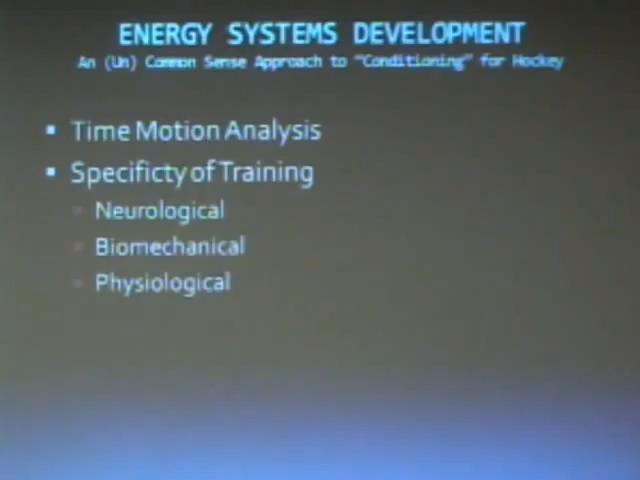 ENERGY SYSTEMS DEVELOPMENT
An (Un) Common Sense Approach to "Conditioning" for Hockey
▪ Time Motion Analysis
▪ Specificty of Training
▫ Neurological
▫ Biomechanical
▫ Physiological